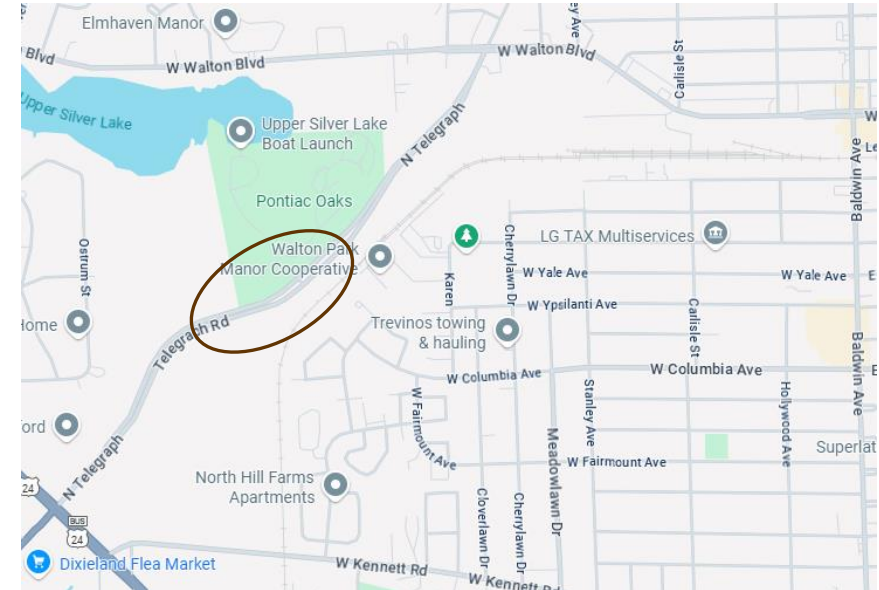 Elmhaven Manor
ey Ave
Blvd
W Walton Blvd
W Walton Blvd
Carlisle St
Upper Silver Lake
Upper Silver Lake
Boat Launch
N Telegraph
W
Le
Baldwin Ave
Pontiac Oaks
Walton Park
Manor Cooperative
Ostrum St
Karen
Cherrylawn Dr
LG TAX Multiservices
W Yale Ave
W Yale Ave
E
Home
Telegraph Rd
Trevinos towing
& hauling
W Ypsilanti Ave
Carlisle St
Baldwin Ave
W Columbia Ave
W Columbia Ave
E
W Fairmount Ave
Stanley Ave
Hollywood Ave
ord
N Telegraph
Meadowlawn Dr
W Fairmount Ave
Superlat
24
North Hill Farms
Apartments
Cloverlawn Dr
Cherrylawn Dr
BUS
24
Dixieland Flea Market
W Kennett Rd
W Kennett Rd